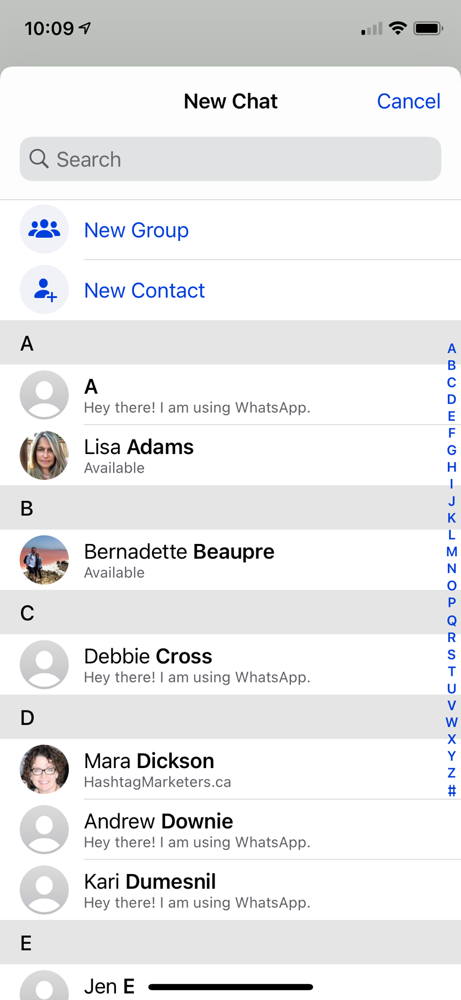 10:09
New Chat Cancel
Search
New Group
New Contact
A
A
Hey there! I am using WhatsApp.
Lisa Adams
Available
B
Bernadette Beaupre
Available
C
Debbie Cross
Hey there! I am using WhatsApp.
D
Mara Dickson
HashtagMarketers.ca
Andrew Downie
Hey there! I am using WhatsApp.
Kari Dumesnil
Hey there! I am using WhatsApp.
E
Jen E
A
B
C
D
E
F
G
H
I
J
K
L
M
N
O
P
Q
R
S
T
U
V
W
X
Y
Z
#